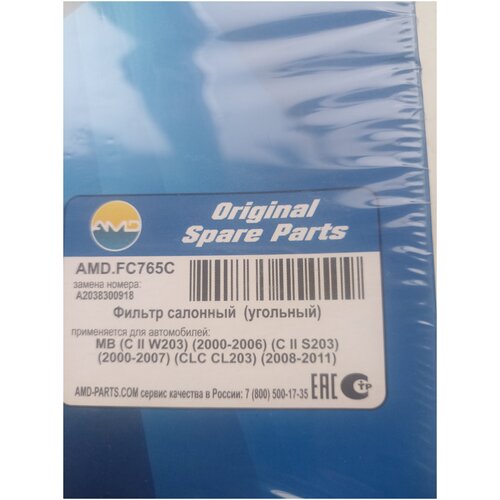 AMD
Original
Spare Parts
AMD.FC765C
замена номера:
A2038300918
Фильтр салонный (угольный)
применяется для автомобилей:
MB (C II W203) (2000-2006) (C II S203)
(2000-2007) (CLC CL203) (2008-2011)
AMD-PARTS.COM сервис качества в России: 7 (800) 500-17-35
EAC
СТР